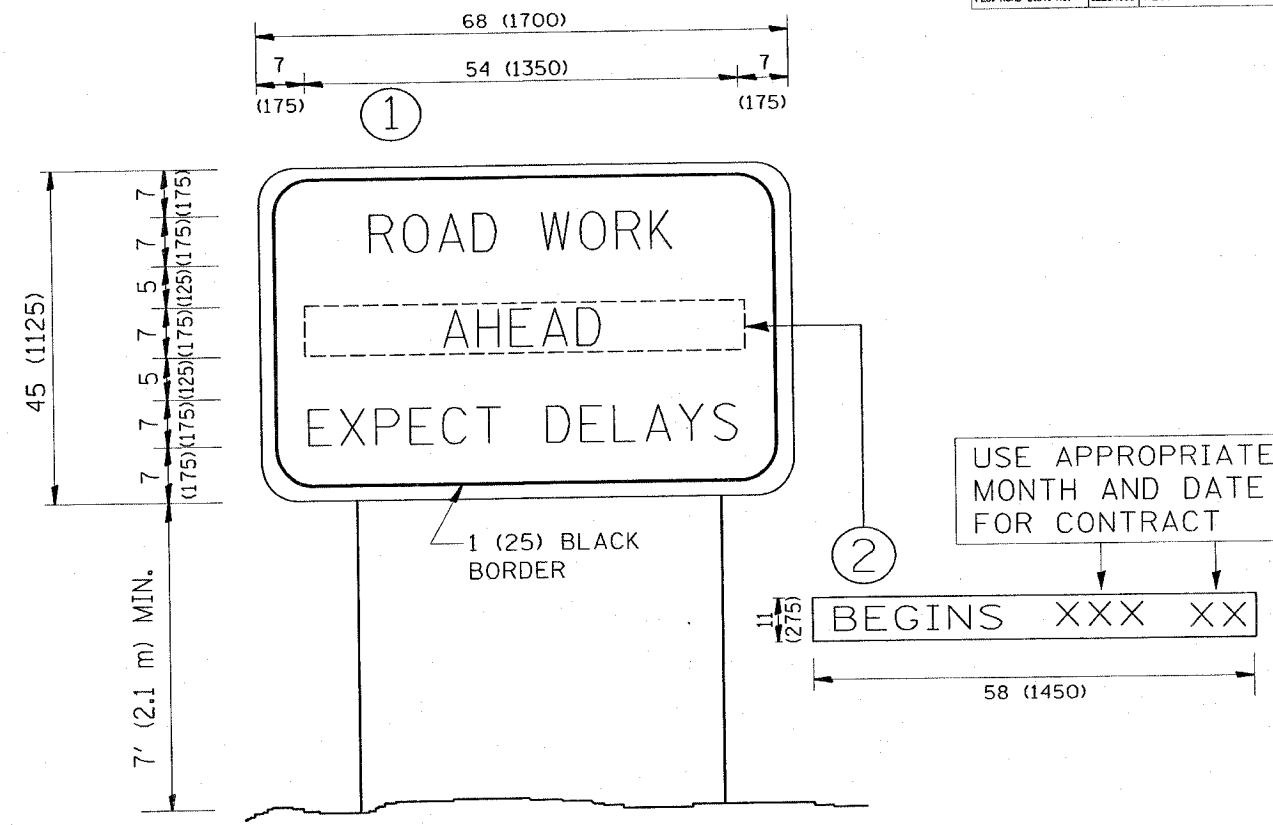 68 (1700)
7 54 (1350) 7
(175) (175)
1
45 (1125)
7 (175)
7 (175)
5 (125)
7 (175)
5 (125)
7 (175)
7 (175)
7' (2.1 m) MIN.
ROAD WORK
AHEAD
EXPECT DELAYS
1 (25) BLACK
BORDER
2
USE APPROPRIATE
MONTH AND DATE
FOR CONTRACT
11
(275)
BEGINS XXX XX
58 (1450)